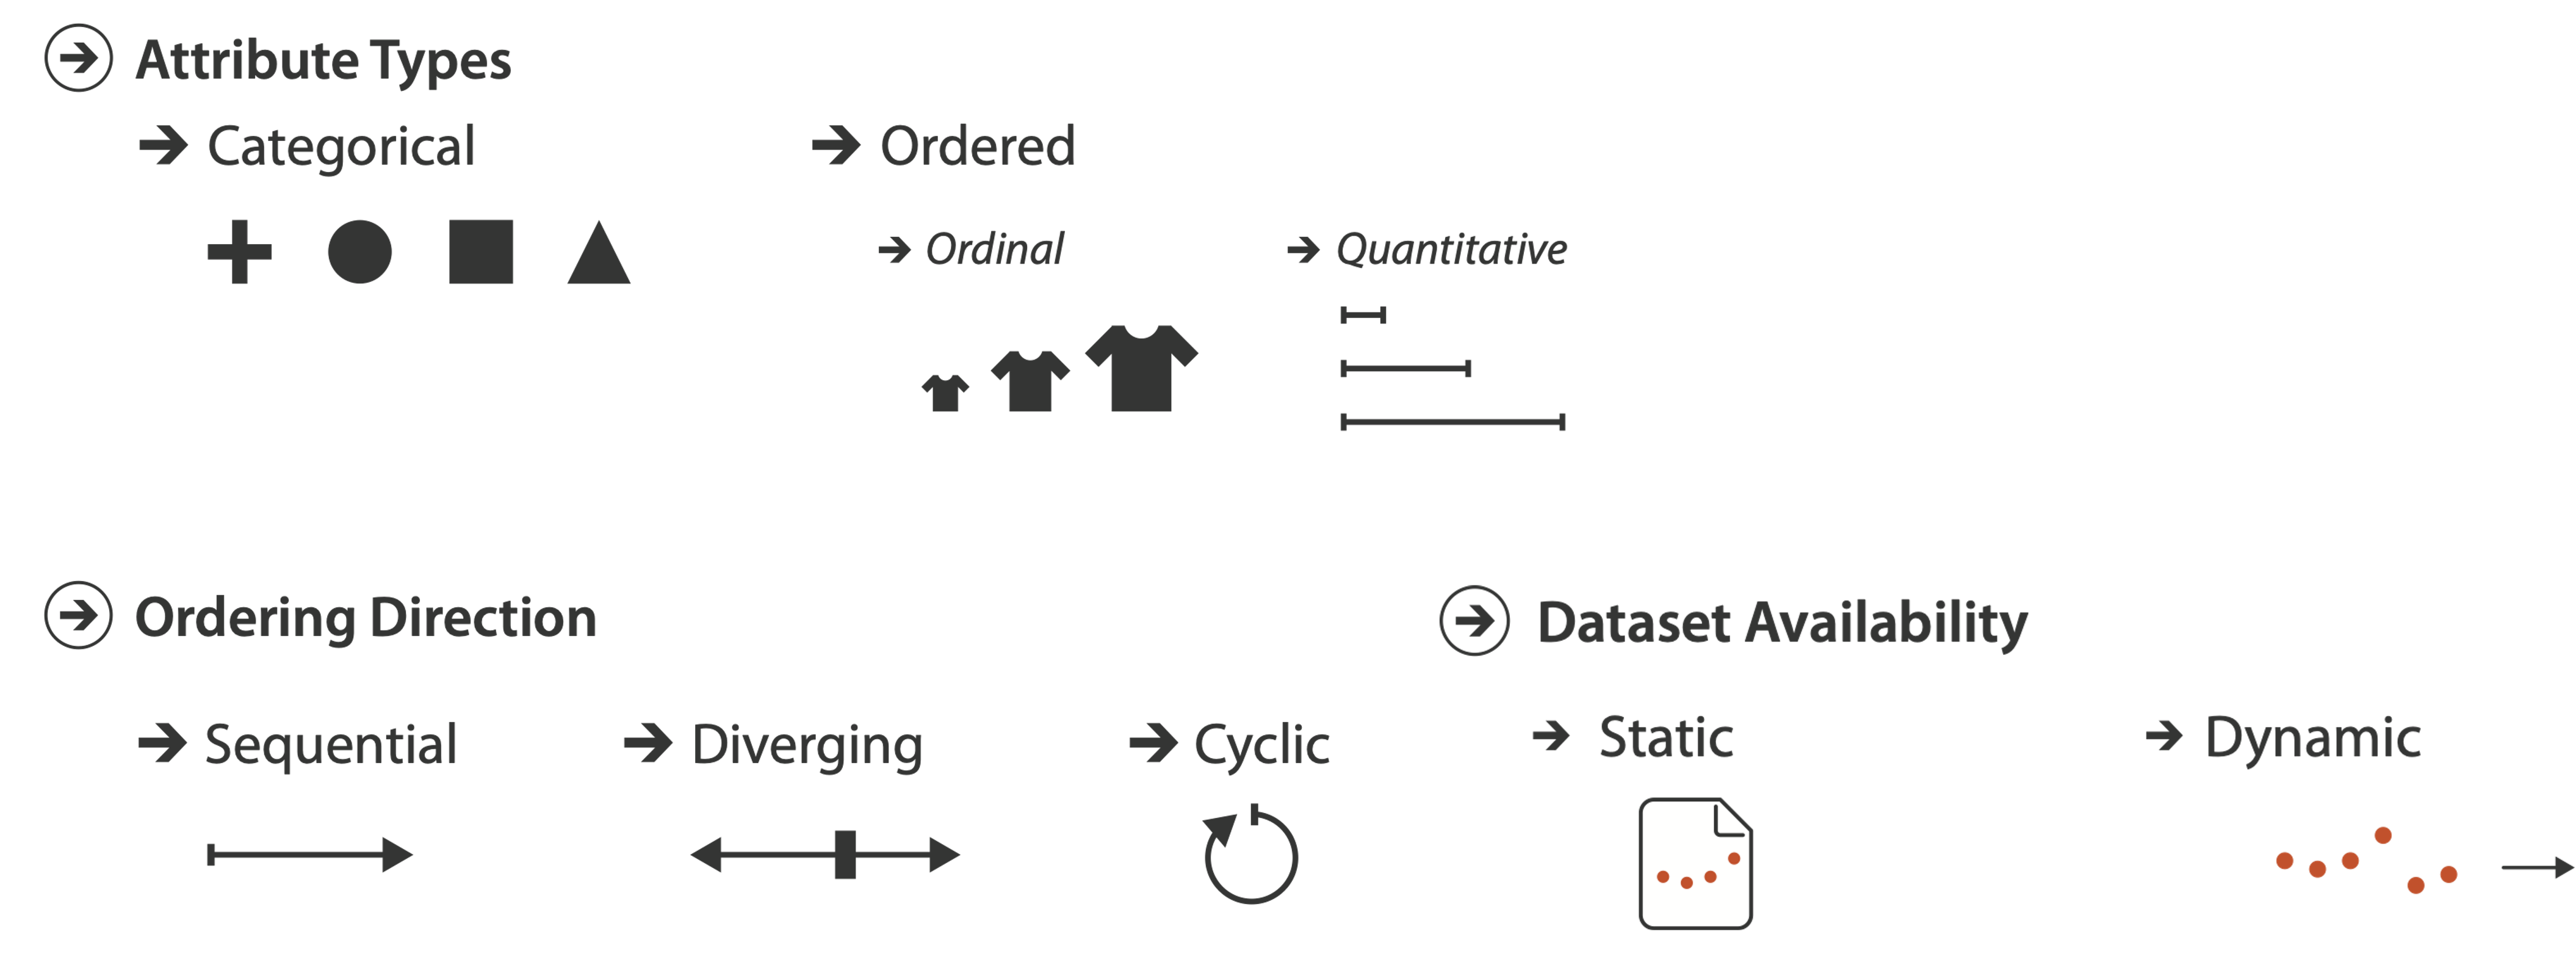 Attribute Types
Categorical
Ordered
Ordinal
Quantitative
Ordering Direction
Sequential
Diverging
Cyclic
Dataset Availability
Static
Dynamic